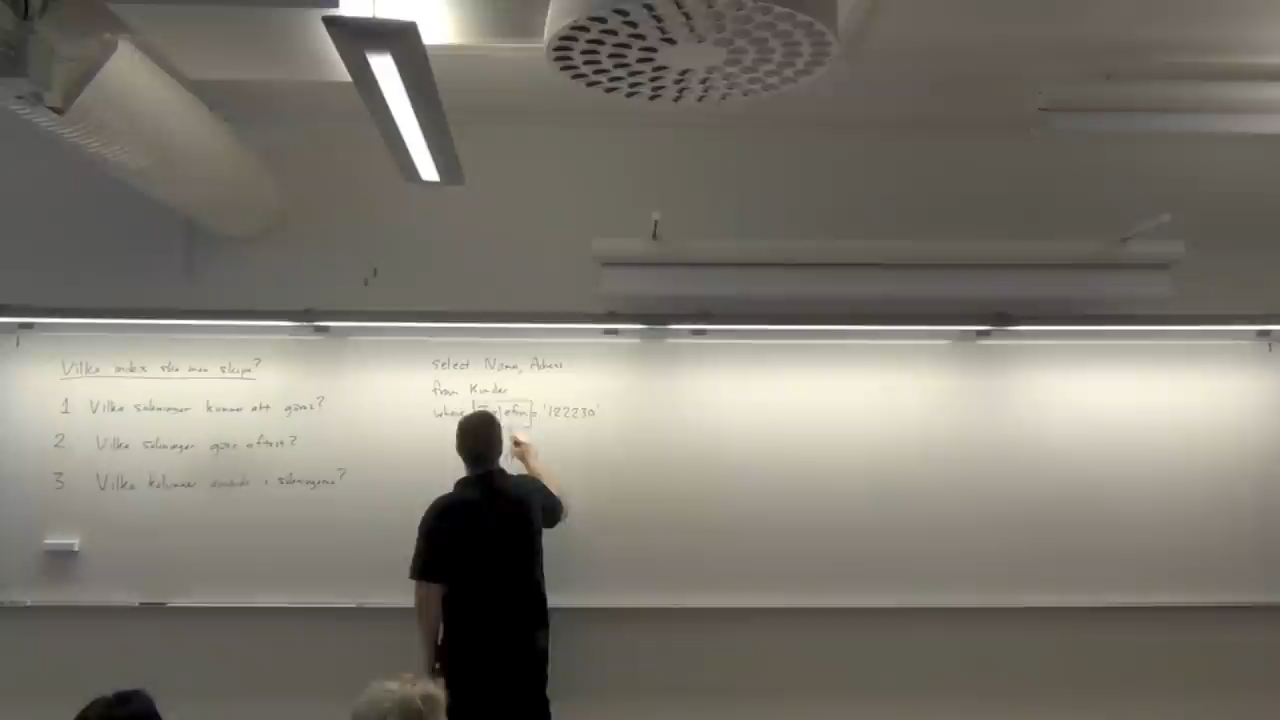 Vilka index ska man skapa?
1 Vilka sökningar kommer att göras?
2. Vilka sökningar görs oftast?
3 Vilka kolumner används i sökningarna?
select Namn, Adress
from Kunder
where Telefon = '122230'